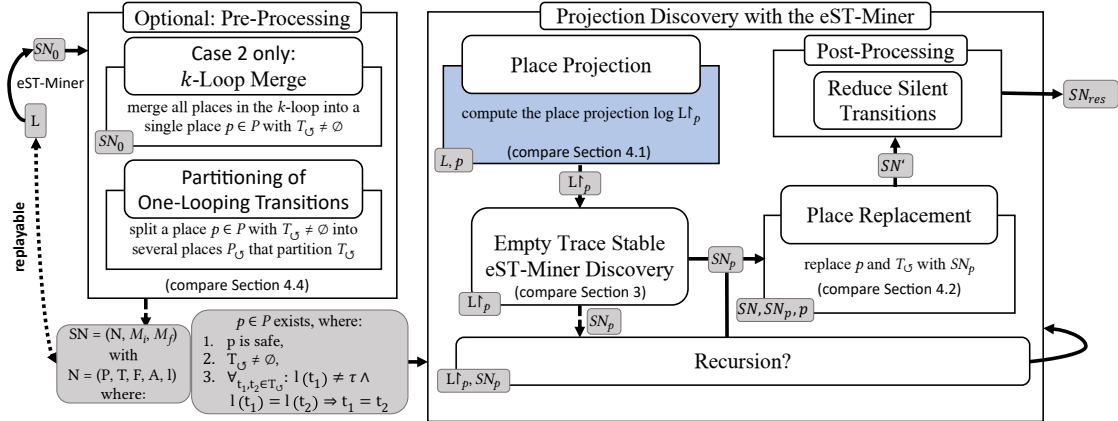 SN₀
eST-Miner
L
replayable
Optional: Pre-Processing
Case 2 only:
k-Loop Merge
merge all places in the k-loop into a
single place p ∈ P with T↺ ≠ ∅
SN₀
Partitioning of
One-Looping Transitions
split a place p ∈ P with T↺ ≠ ∅ into
several places P↺ that partition T↺
(compare Section 4.4)
SN = (N, Mᵢ, M_f)
with
N = (P, T, F, A, l)
where:
p ∈ P exists, where:
1. p is safe,
2. T↺ ≠ ∅,
3. ∀t₁,t₂∈T↺: l(t₁) ≠ τ ∧
l(t₁) = l(t₂) ⇒ t₁ = t₂
Projection Discovery with the eST-Miner
Place Projection
compute the place projection log L↾ₚ
(compare Section 4.1)
L, p
L↾ₚ
Empty Trace Stable
eST-Miner Discovery
(compare Section 3)
L↾ₚ
SNₚ
SNₚ
Post-Processing
Reduce Silent
Transitions
SN_res
SN‘
Place Replacement
replace p and T↺ with SNₚ
(compare Section 4.2)
SN, SNₚ, p
Recursion?
L↾ₚ, SNₚ